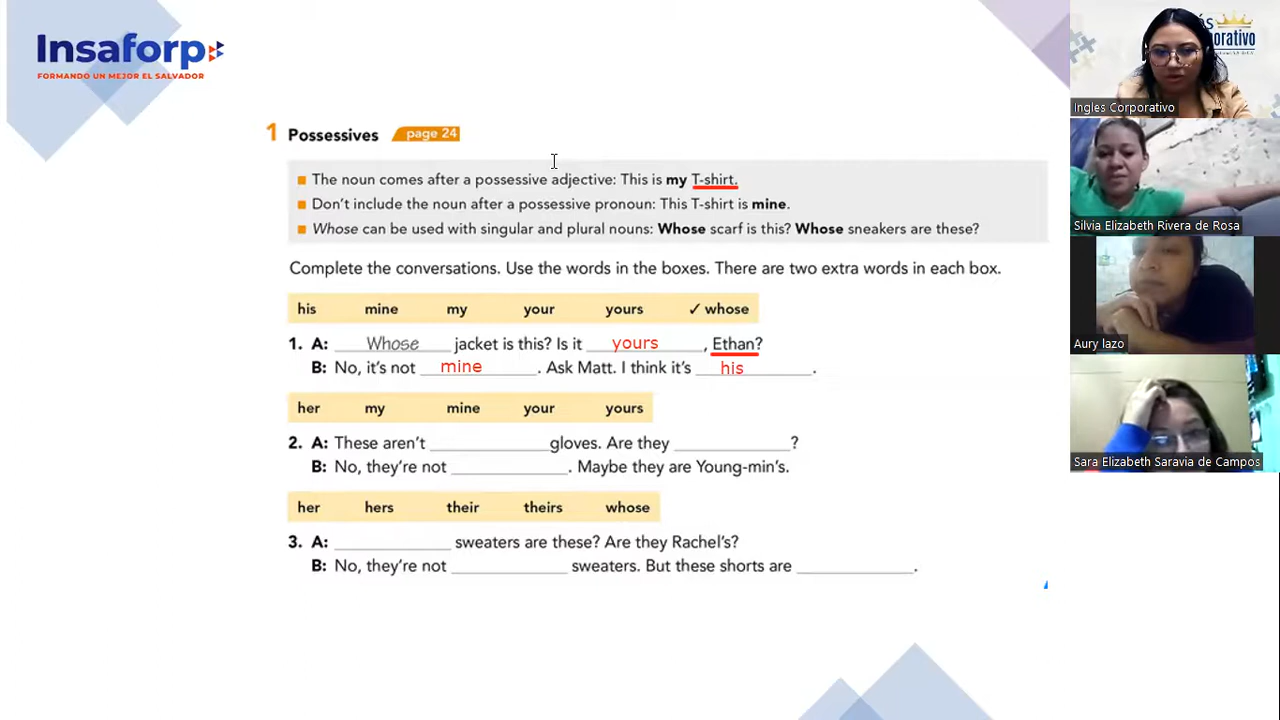 Insaforp
FORMANDO UN MEJOR EL SALVADOR
1 Possessives page 24
The noun comes after a possessive adjective: This is my T-shirt.
Don't include the noun after a possessive pronoun: This T-shirt is mine.
Whose can be used with singular and plural nouns: Whose scarf is this? Whose sneakers are these?
Complete the conversations. Use the words in the boxes. There are two extra words in each box.
his mine my your yours ✓ whose
1. A: Whose jacket is this? Is it yours, Ethan?
B: No, it's not mine. Ask Matt. I think it's his.
her my mine your yours
2. A: These aren't ____________ gloves. Are they ____________?
B: No, they're not ____________. Maybe they are Young-min's.
her hers their theirs whose
3. A: ____________ sweaters are these? Are they Rachel's?
B: No, they're not ____________ sweaters. But these shorts are ____________.
Corporativo
Ingles Corporativo
Silvia Elizabeth Rivera de Rosa
Aury lazo
Sara Elizabeth Saravia de Campos